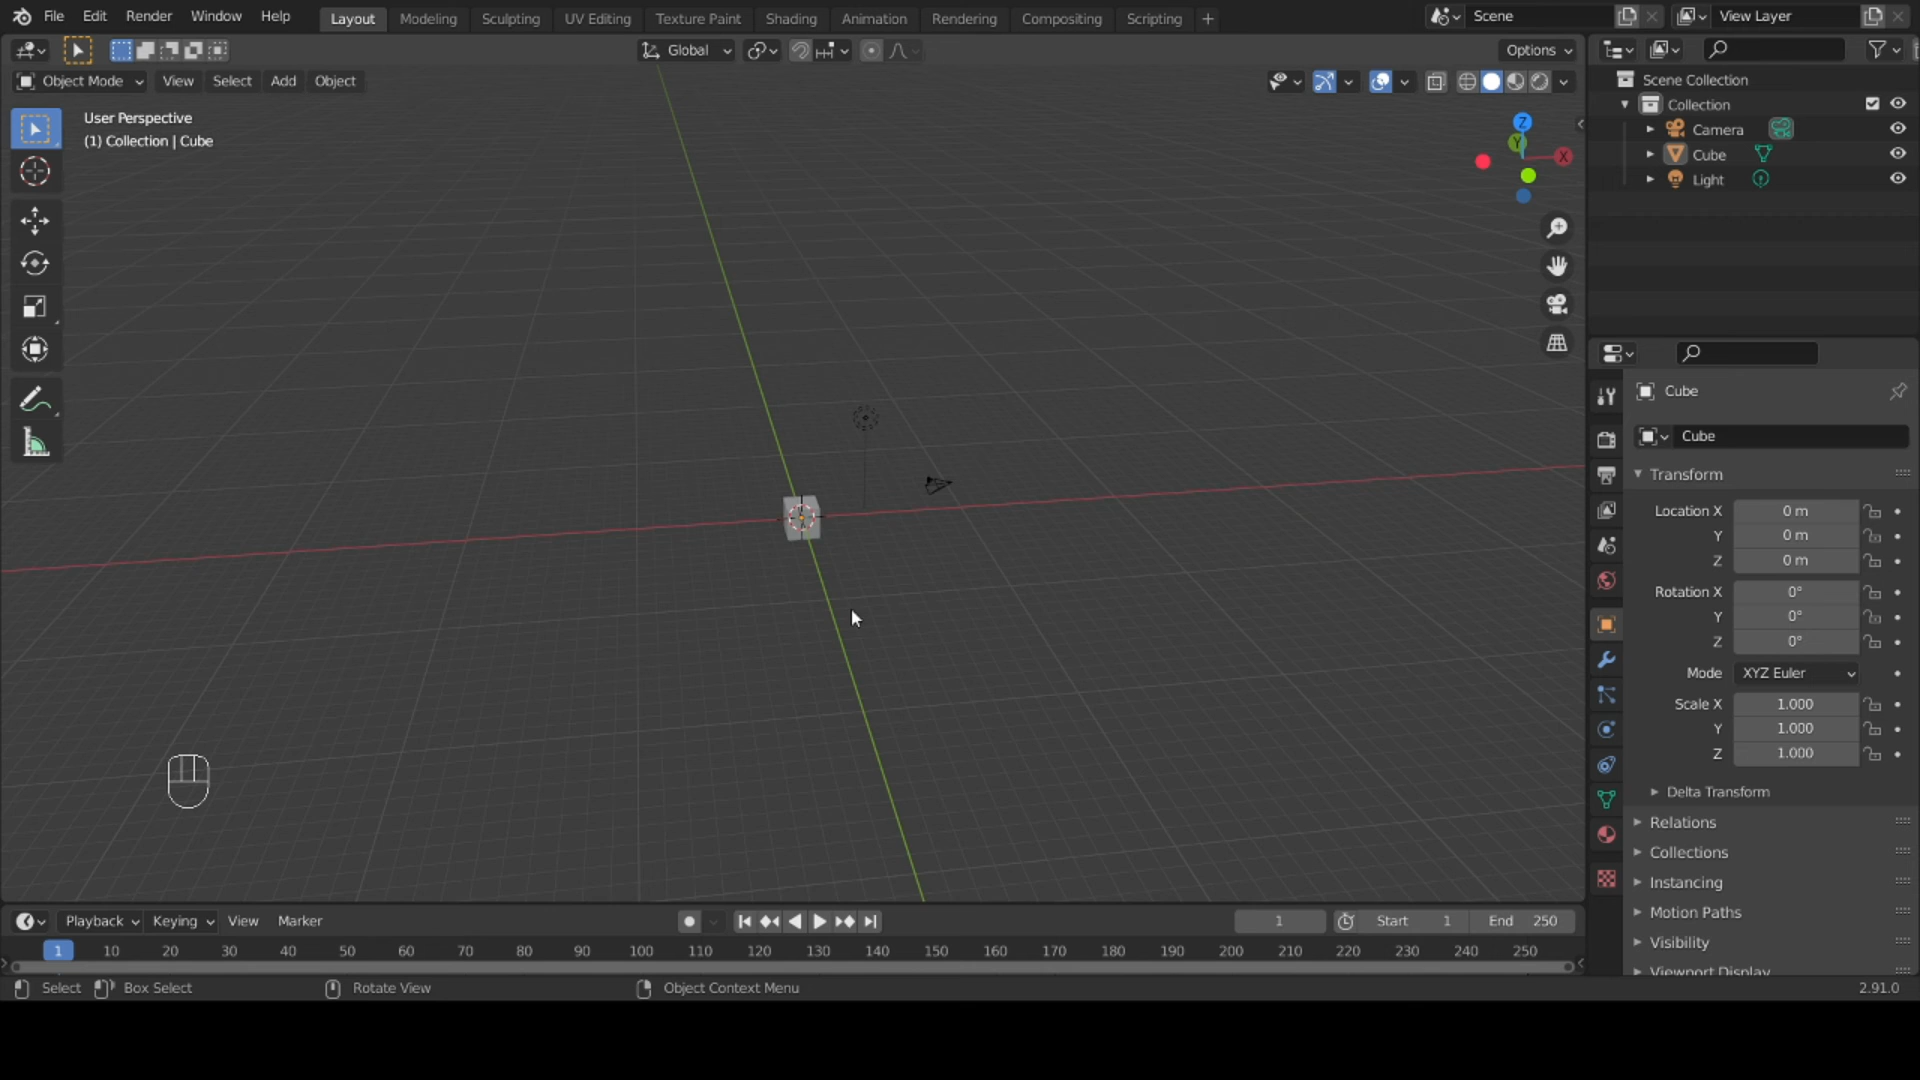 File Edit Render Window Help Layout Modeling Sculpting UV Editing Texture Paint Shading Animation Rendering Compositing Scripting + Scene View Layer
Global Options
Object Mode View Select Add Object
User Perspective
(1) Collection | Cube
Z
Y
X
Scene Collection
Collection
Camera
Cube
Light
Cube
Cube
Transform
Location X 0 m
Y 0 m
Z 0 m
Rotation X 0°
Y 0°
Z 0°
Mode XYZ Euler
Scale X 1.000
Y 1.000
Z 1.000
Delta Transform
Relations
Collections
Instancing
Motion Paths
Visibility
Viewport Display
Playback Keying View Marker 1 Start 1 End 250
1 10 20 30 40 50 60 70 80 90 100 110 120 130 140 150 160 170 180 190 200 210 220 230 240 250
Select Box Select Rotate View Object Context Menu 2.91.0